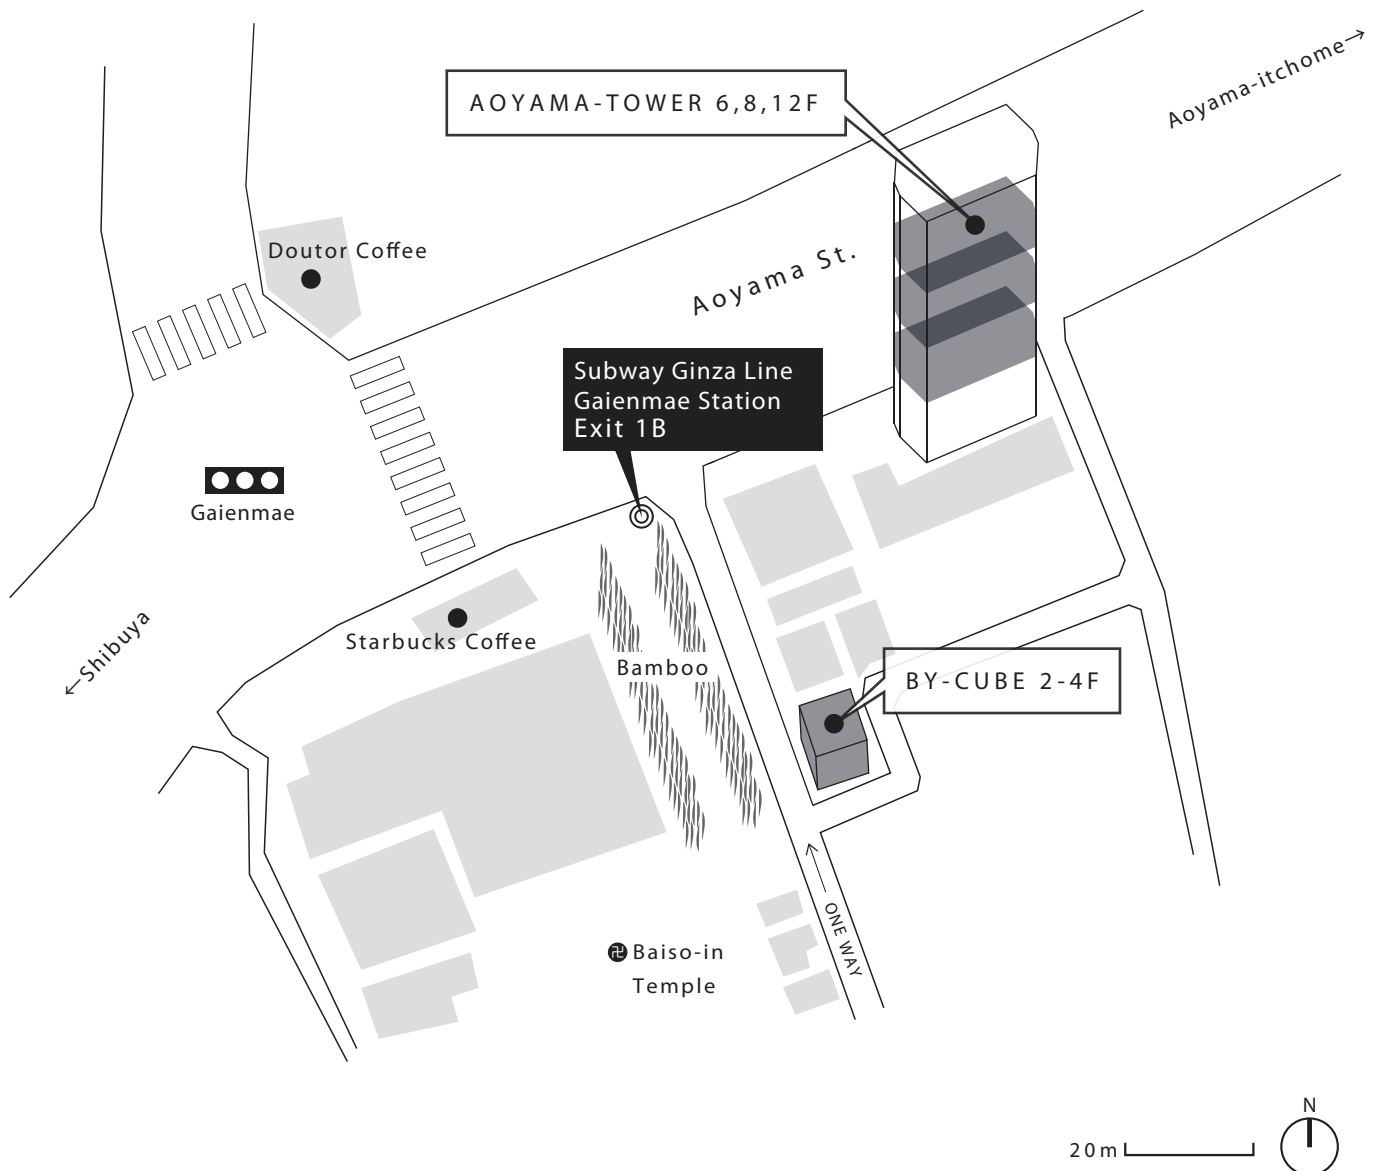 Aoyama-itchome→
AOYAMA-TOWER 6,8,12F
Doutor Coffee
Aoyama St.
Subway Ginza Line
Gaienmae Station
Exit 1B
Gaienmae
←Shibuya
Starbucks Coffee
Bamboo
BY-CUBE 2-4F
ONE WAY
卍 Baiso-in
Temple
N
20m